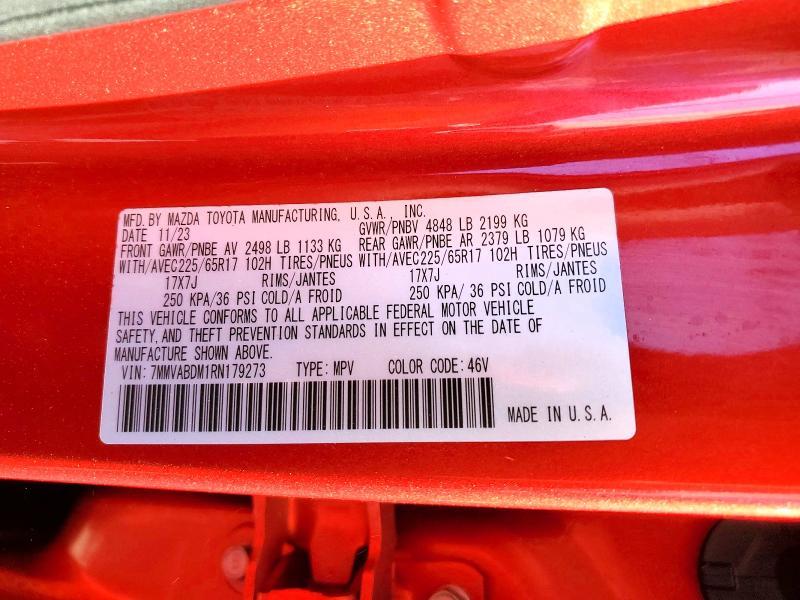 MFD. BY MAZDA TOYOTA MANUFACTURING, U.S.A., INC.
DATE 11/23 GVWR/PNBV 4848 LB 2199 KG
FRONT GAWR/PNBE AV 2498 LB 1133 KG REAR GAWR/PNBE AR 2379 LB 1079 KG
WITH/AVEC225/65R17 102H TIRES/PNEUS WITH/AVEC225/65R17 102H TIRES/PNEUS
17X7J RIMS/JANTES 17X7J RIMS/JANTES
250 KPA/36 PSI COLD/A FROID 250 KPA/ 36 PSI COLD/A FROID
THIS VEHICLE CONFORMS TO ALL APPLICABLE FEDERAL MOTOR VEHICLE
SAFETY, AND THEFT PREVENTION STANDARDS IN EFFECT ON THE DATE OF
MANUFACTURE SHOWN ABOVE.
VIN: 7MMVABDM1RN179273 TYPE: MPV COLOR CODE: 46V
MADE IN U.S.A.